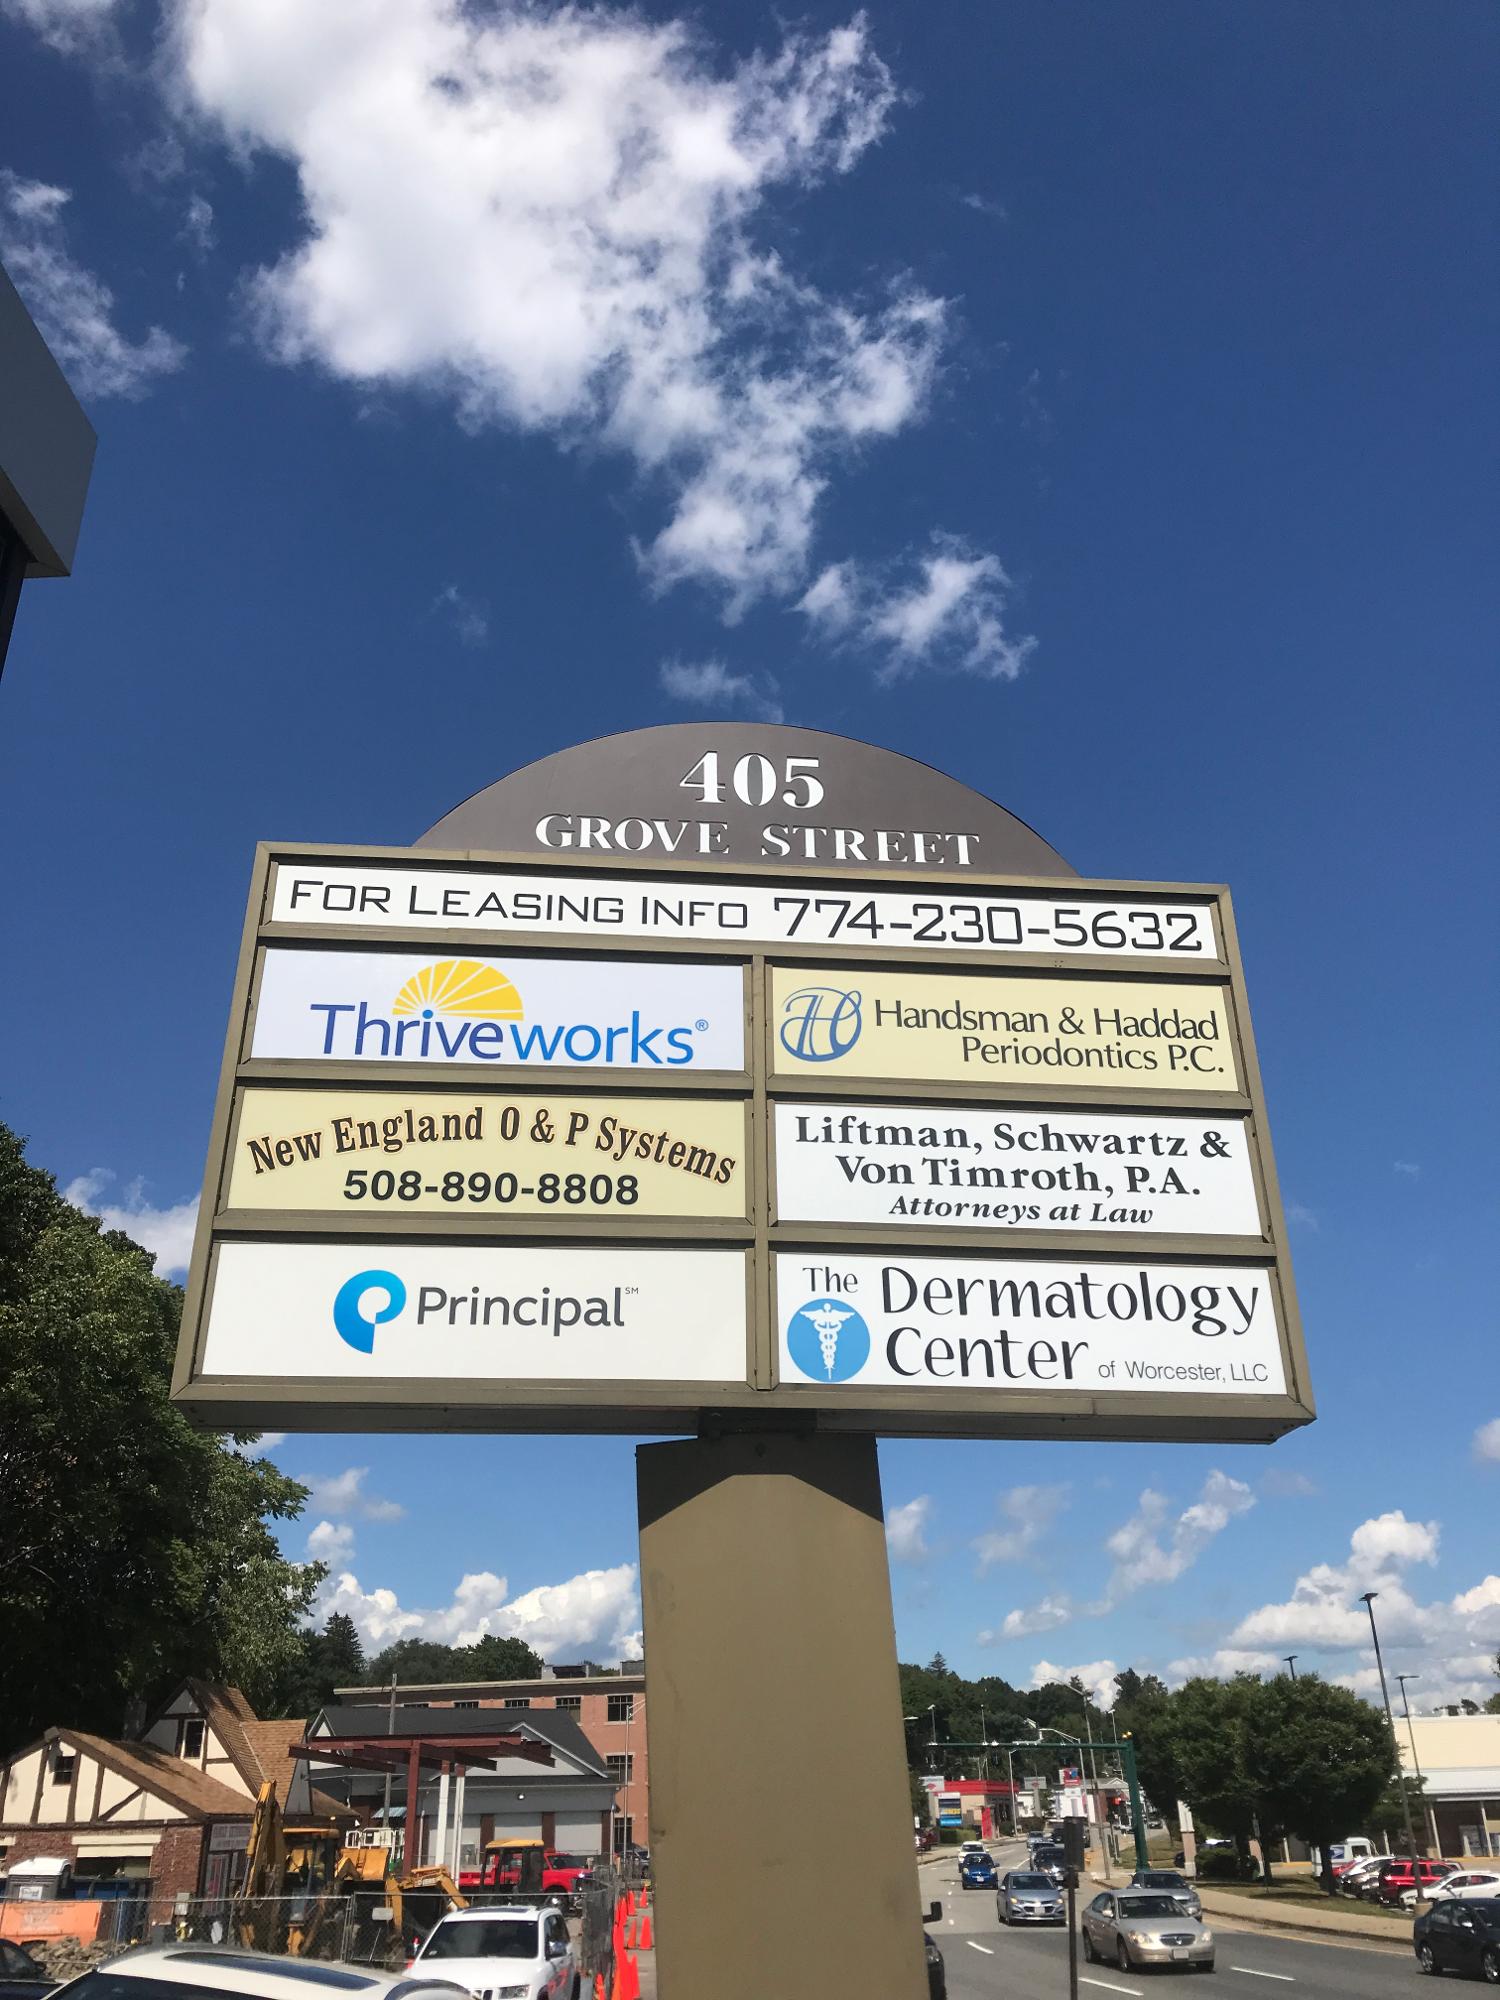 405
GROVE STREET
FOR LEASING INFO 774-230-5632
Thriveworks®
Handsman & Haddad
Periodontics P.C.
New England O & P Systems
508-890-8808
Liftman, Schwartz &
Von Timroth, P.A.
Attorneys at Law
Principal℠
The Dermatology
Center of Worcester, LLC